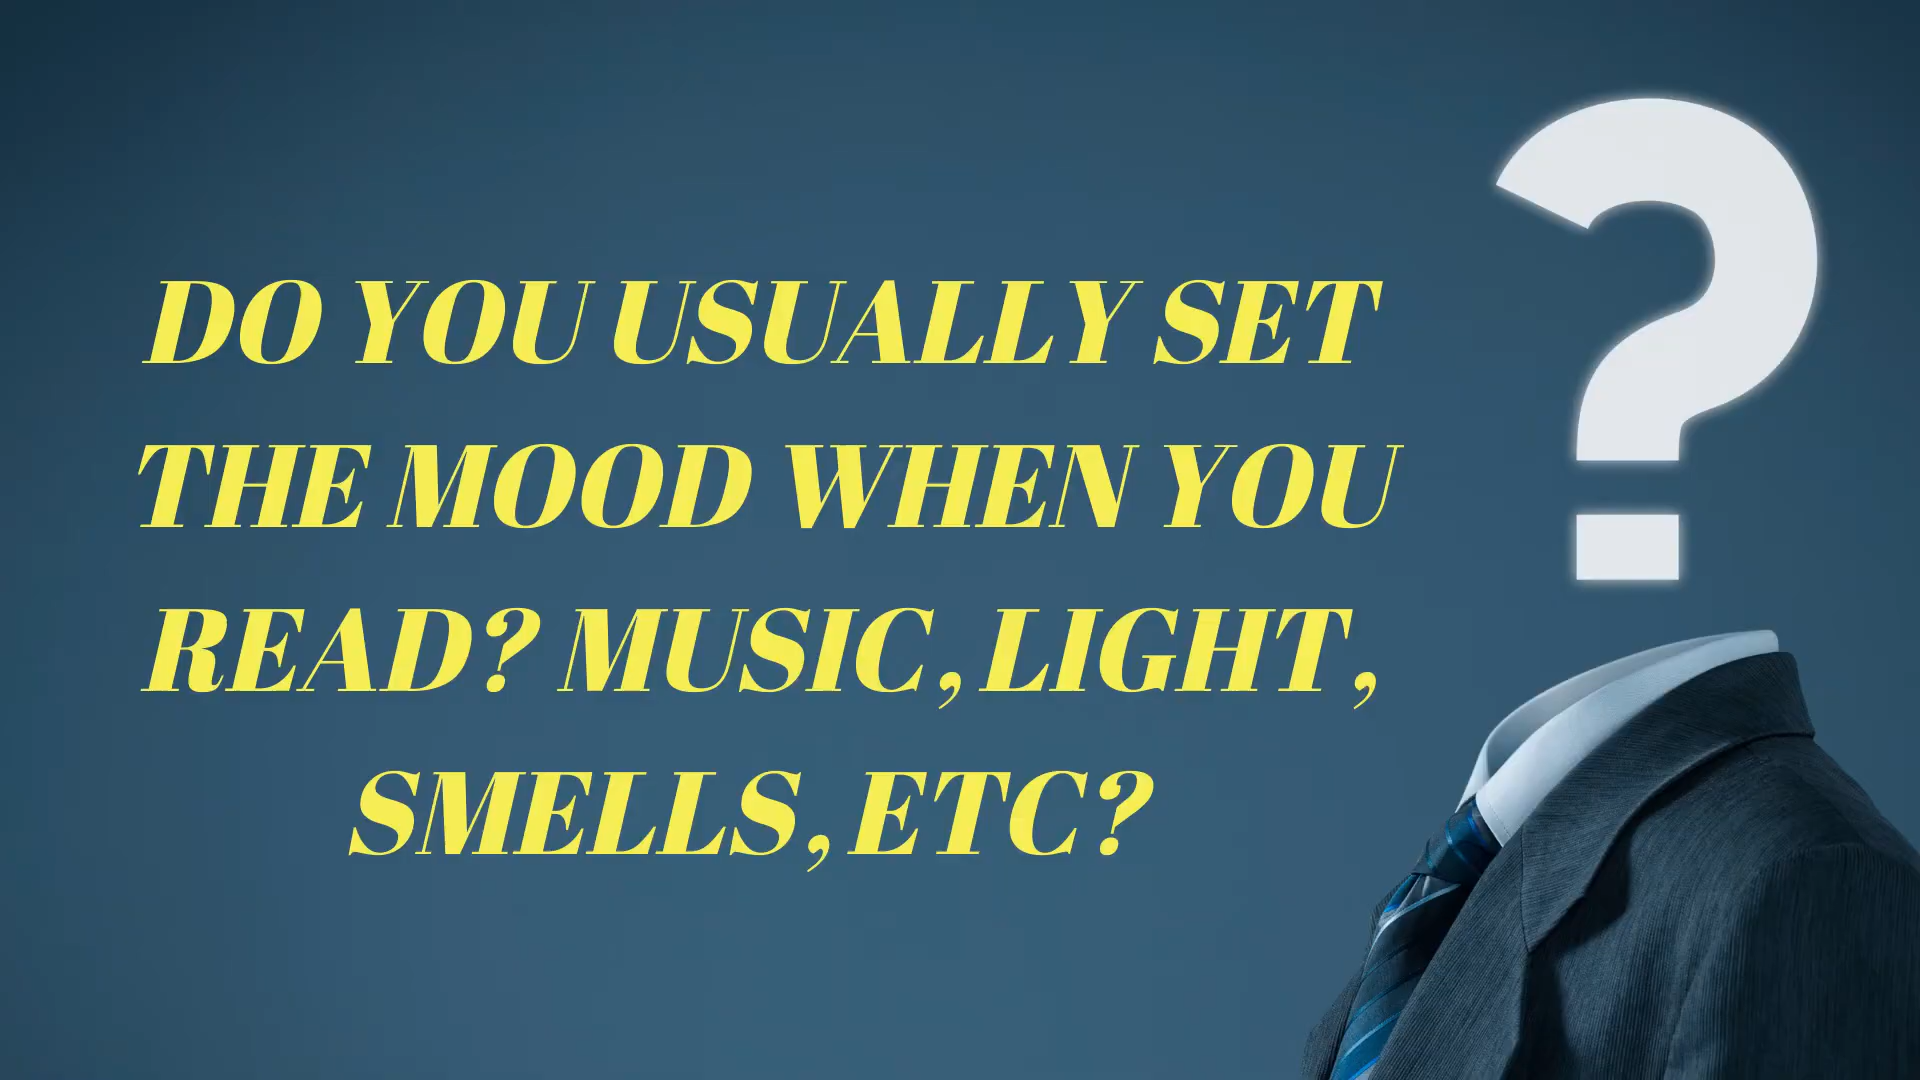 DO YOU USUALLY SET
THE MOOD WHEN YOU
READ? MUSIC, LIGHT,
SMELLS, ETC?
?